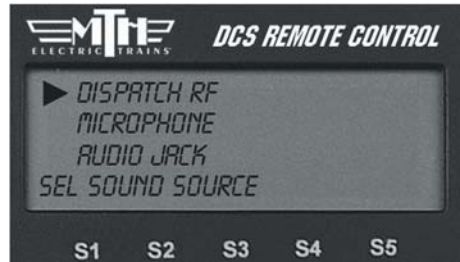 MTH
ELECTRIC TRAINS
DCS REMOTE CONTROL
DISPATCH RF
MICROPHONE
AUDIO JACK
SEL SOUND SOURCE
S1 S2 S3 S4 S5